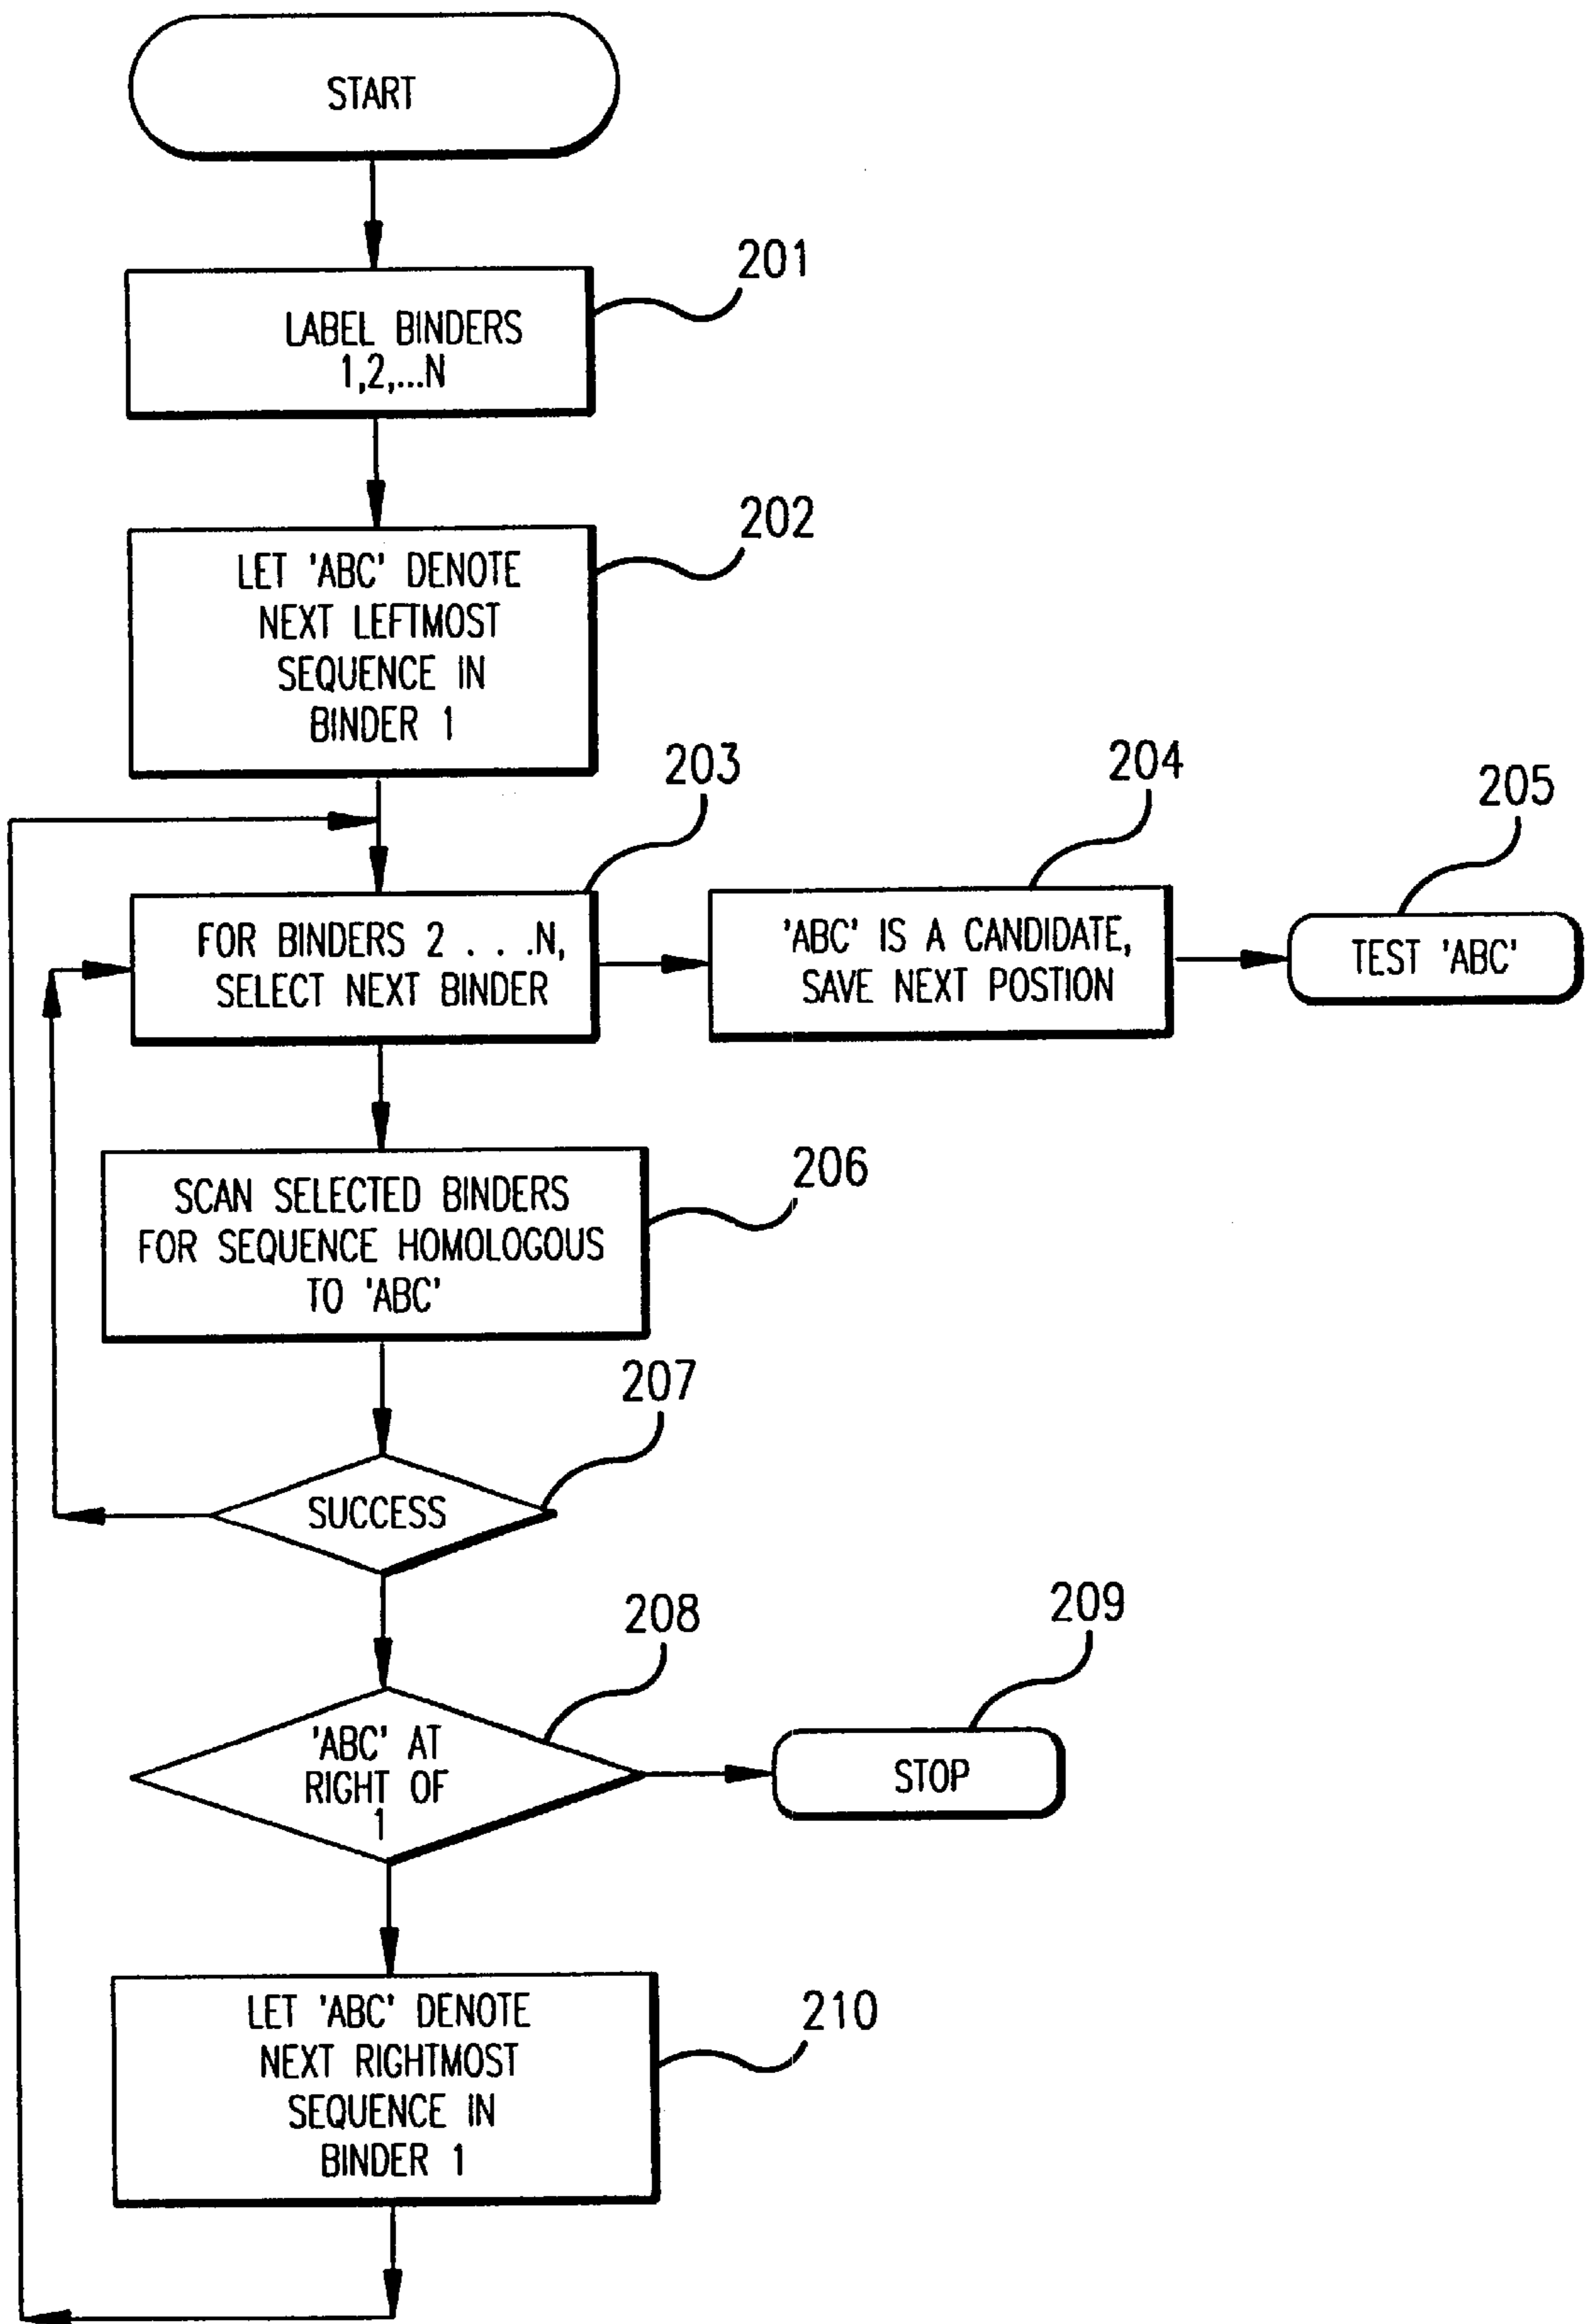 START
201
LABEL BINDERS
1,2,...N
202
LET 'ABC' DENOTE
NEXT LEFTMOST
SEQUENCE IN
BINDER 1
203
204
205
FOR BINDERS 2 . . .N,
SELECT NEXT BINDER
'ABC' IS A CANDIDATE,
SAVE NEXT POSTION
TEST 'ABC'
206
SCAN SELECTED BINDERS
FOR SEQUENCE HOMOLOGOUS
TO 'ABC'
207
SUCCESS
208
209
'ABC' AT
RIGHT OF
1
STOP
210
LET 'ABC' DENOTE
NEXT RIGHTMOST
SEQUENCE IN
BINDER 1